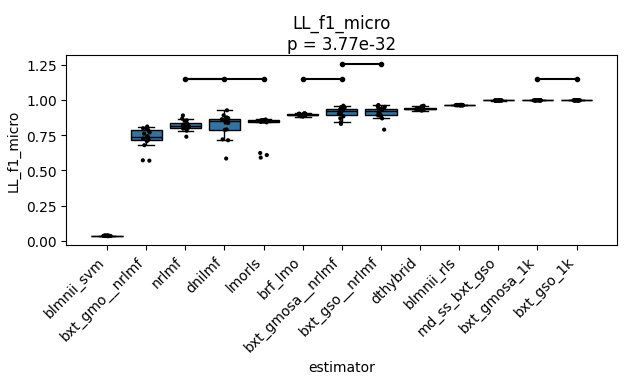 LL_f1_micro
p = 3.77e-32
1.25
1.00
0.75
0.50
0.25
0.00
LL_f1_micro
blmnii_svm
bxt_gmo__nrlmf
nrlmf
dnilmf
lmorls
brf_lmo
bxt_gmosa__nrlmf
bxt_gso__nrlmf
dthybrid
blmnii_rls
md_ss_bxt_gso
bxt_gmosa_1k
bxt_gso_1k
estimator